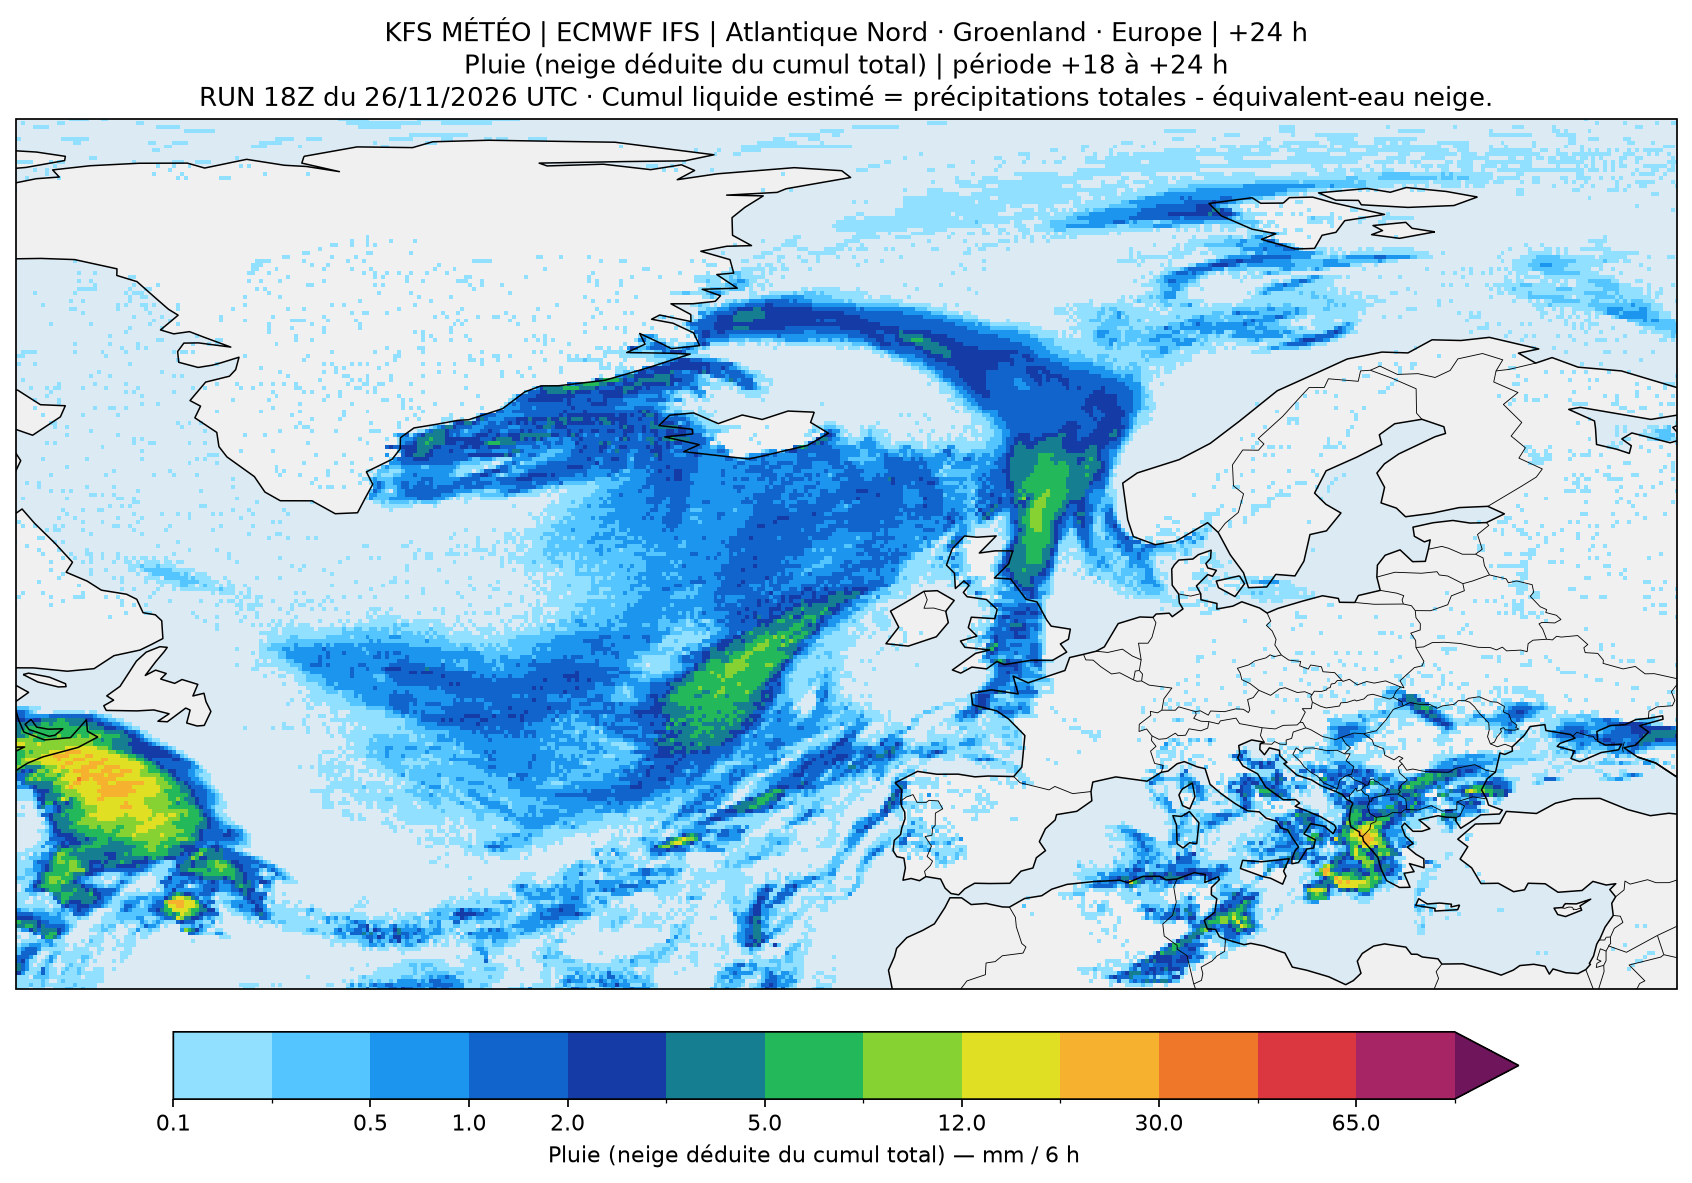 KFS MÉTÉO | ECMWF IFS | Atlantique Nord · Groenland · Europe | +24 h
Pluie (neige déduite du cumul total) | période +18 à +24 h
RUN 18Z du 26/11/2026 UTC · Cumul liquide estimé = précipitations totales - équivalent-eau neige.
0.1 0.5 1.0 2.0 5.0 12.0 30.0 65.0
Pluie (neige déduite du cumul total) — mm / 6 h